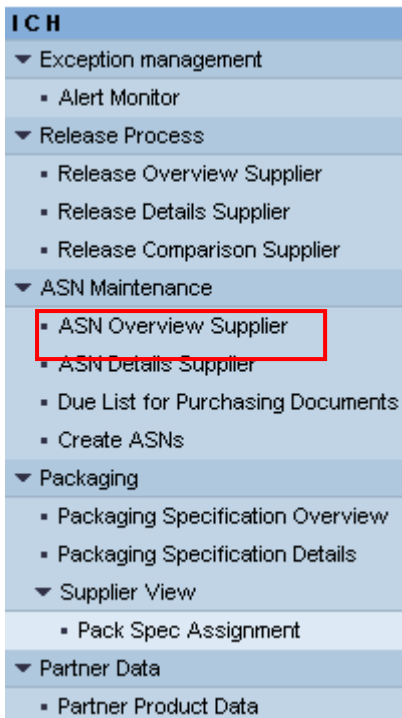 ICH
Exception management
Alert Monitor
Release Process
Release Overview Supplier
Release Details Supplier
Release Comparison Supplier
ASN Maintenance
ASN Overview Supplier
ASN Details Supplier
Due List for Purchasing Documents
Create ASNs
Packaging
Packaging Specification Overview
Packaging Specification Details
Supplier View
Pack Spec Assignment
Partner Data
Partner Product Data